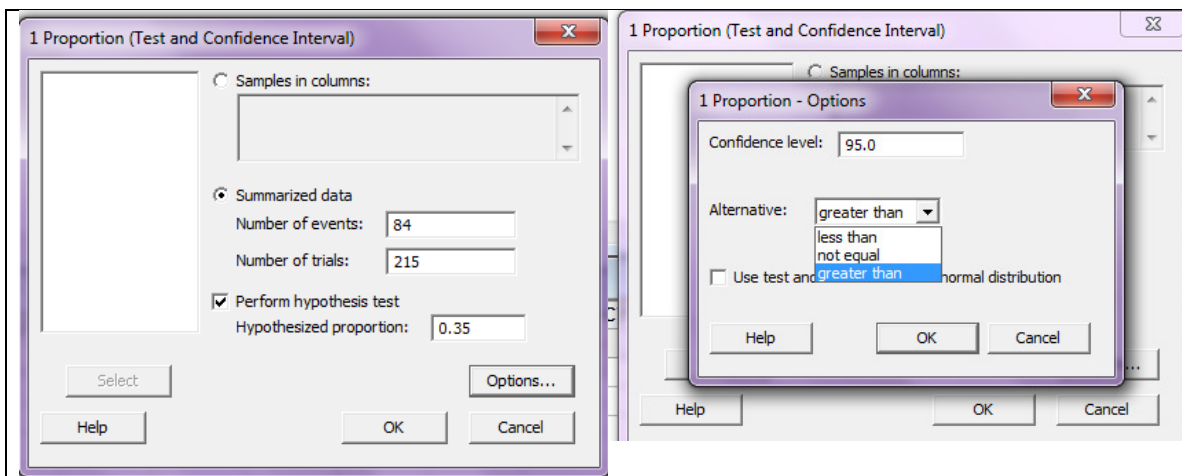 1 Proportion (Test and Confidence Interval)
Samples in columns:
Summarized data
Number of events: 84
Number of trials: 215
Perform hypothesis test
Hypothesized proportion: 0.35
Select
Options...
Help
OK
Cancel
1 Proportion (Test and Confidence Interval)
Samples in columns:
1 Proportion - Options
Confidence level: 95.0
Alternative: greater than
less than
not equal
greater than
Use test and normal distribution
Help
OK
Cancel
...
Help
OK
Cancel